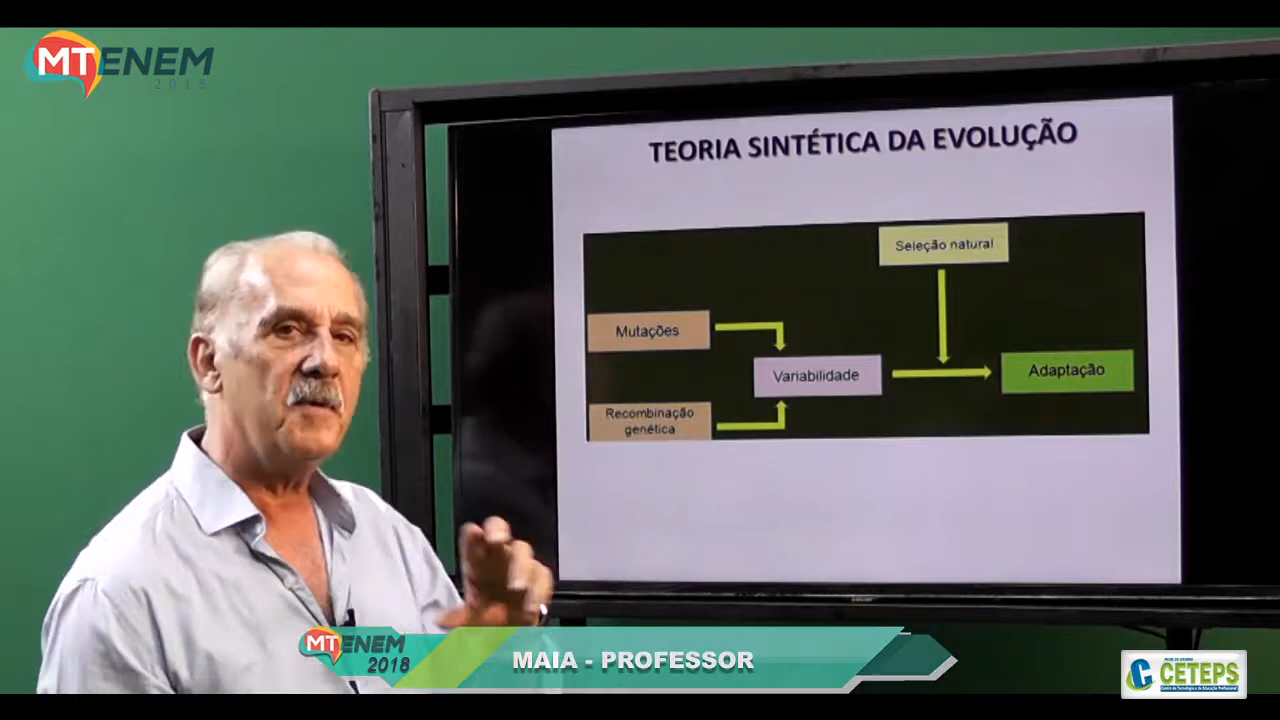 MTENEM
2018
TEORIA SINTÉTICA DA EVOLUÇÃO
Seleção natural
Mutações
Variabilidade
Adaptação
Recombinação
genética
MTENEM
2018
MAIA - PROFESSOR
CETEPS